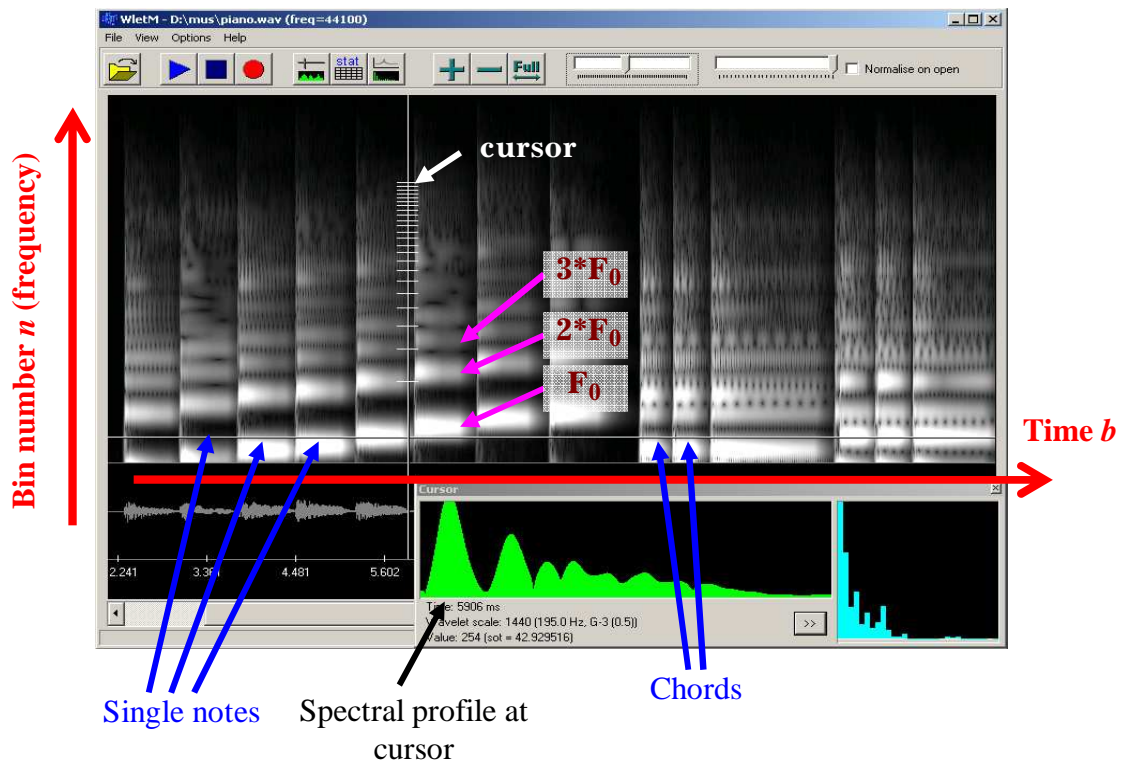 WletM - D:\mus\piano.wav (freq=44100)
File View Options Help
stat
Full
Normalise on open
Bin number n (frequency)
cursor
3*F0
2*F0
F0
Time b
Cursor
2.241 3.361 4.481 5.602
Time: 5906 ms
Wavelet scale: 1440 (195.0 Hz, G-3 (0.5))
Value: 254 (sot = 42.929516)
>>
Single notes
Spectral profile at
cursor
Chords